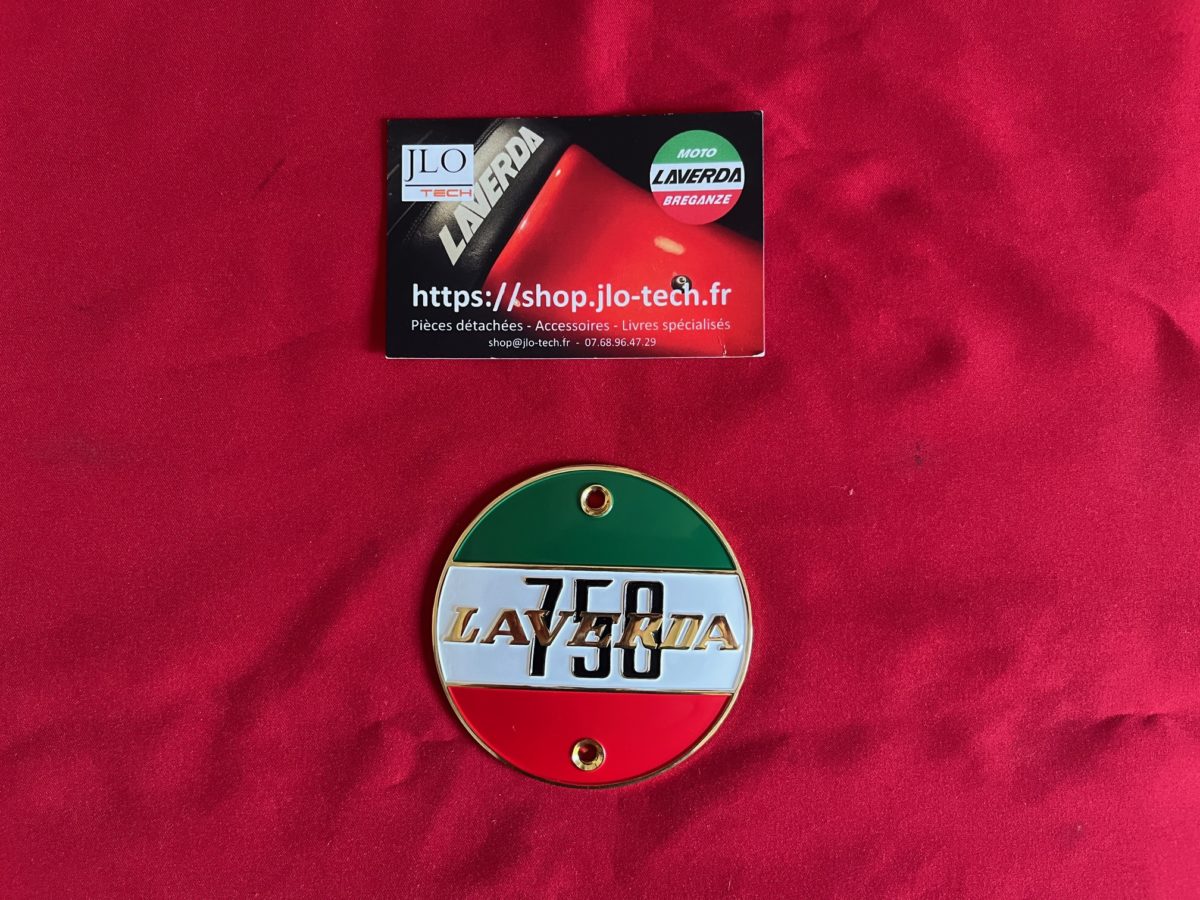 JLO
TECH
LAVERDA
MOTO
LAVERDA
BREGANZE
9
https://shop.jlo-tech.fr
Pièces détachées - Accessoires - Livres spécialisés
shop@jlo-tech.fr - 07.68.96.47.29
750
LAVERDA